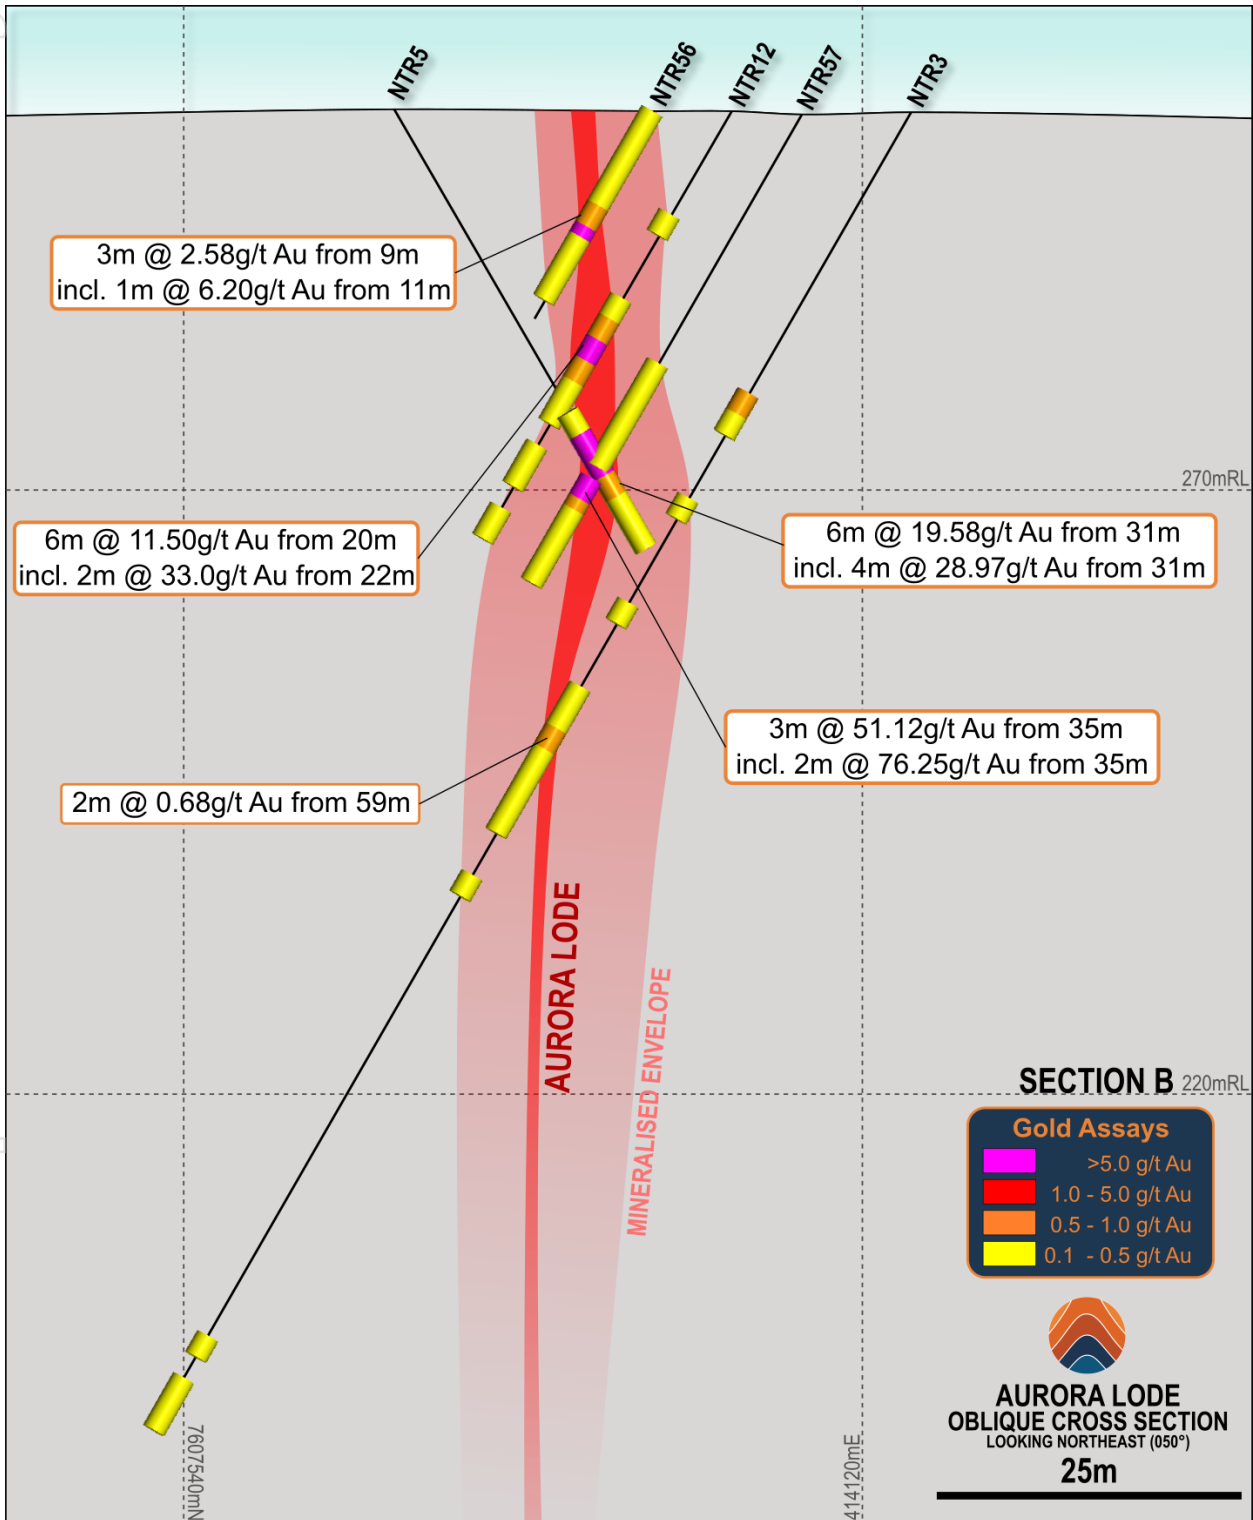 NTR5
NTR56
NTR12
NTR57
NTR3
3m @ 2.58g/t Au from 9m
incl. 1m @ 6.20g/t Au from 11m
270mRL
6m @ 11.50g/t Au from 20m
incl. 2m @ 33.0g/t Au from 22m
6m @ 19.58g/t Au from 31m
incl. 4m @ 28.97g/t Au from 31m
3m @ 51.12g/t Au from 35m
incl. 2m @ 76.25g/t Au from 35m
2m @ 0.68g/t Au from 59m
AURORA LODE
MINERALISED ENVELOPE
SECTION B
220mRL
Gold Assays
>5.0 g/t Au
1.0 - 5.0 g/t Au
0.5 - 1.0 g/t Au
0.1 - 0.5 g/t Au
AURORA LODE
OBLIQUE CROSS SECTION
LOOKING NORTHEAST (050°)
25m
7607540mN
414120mE